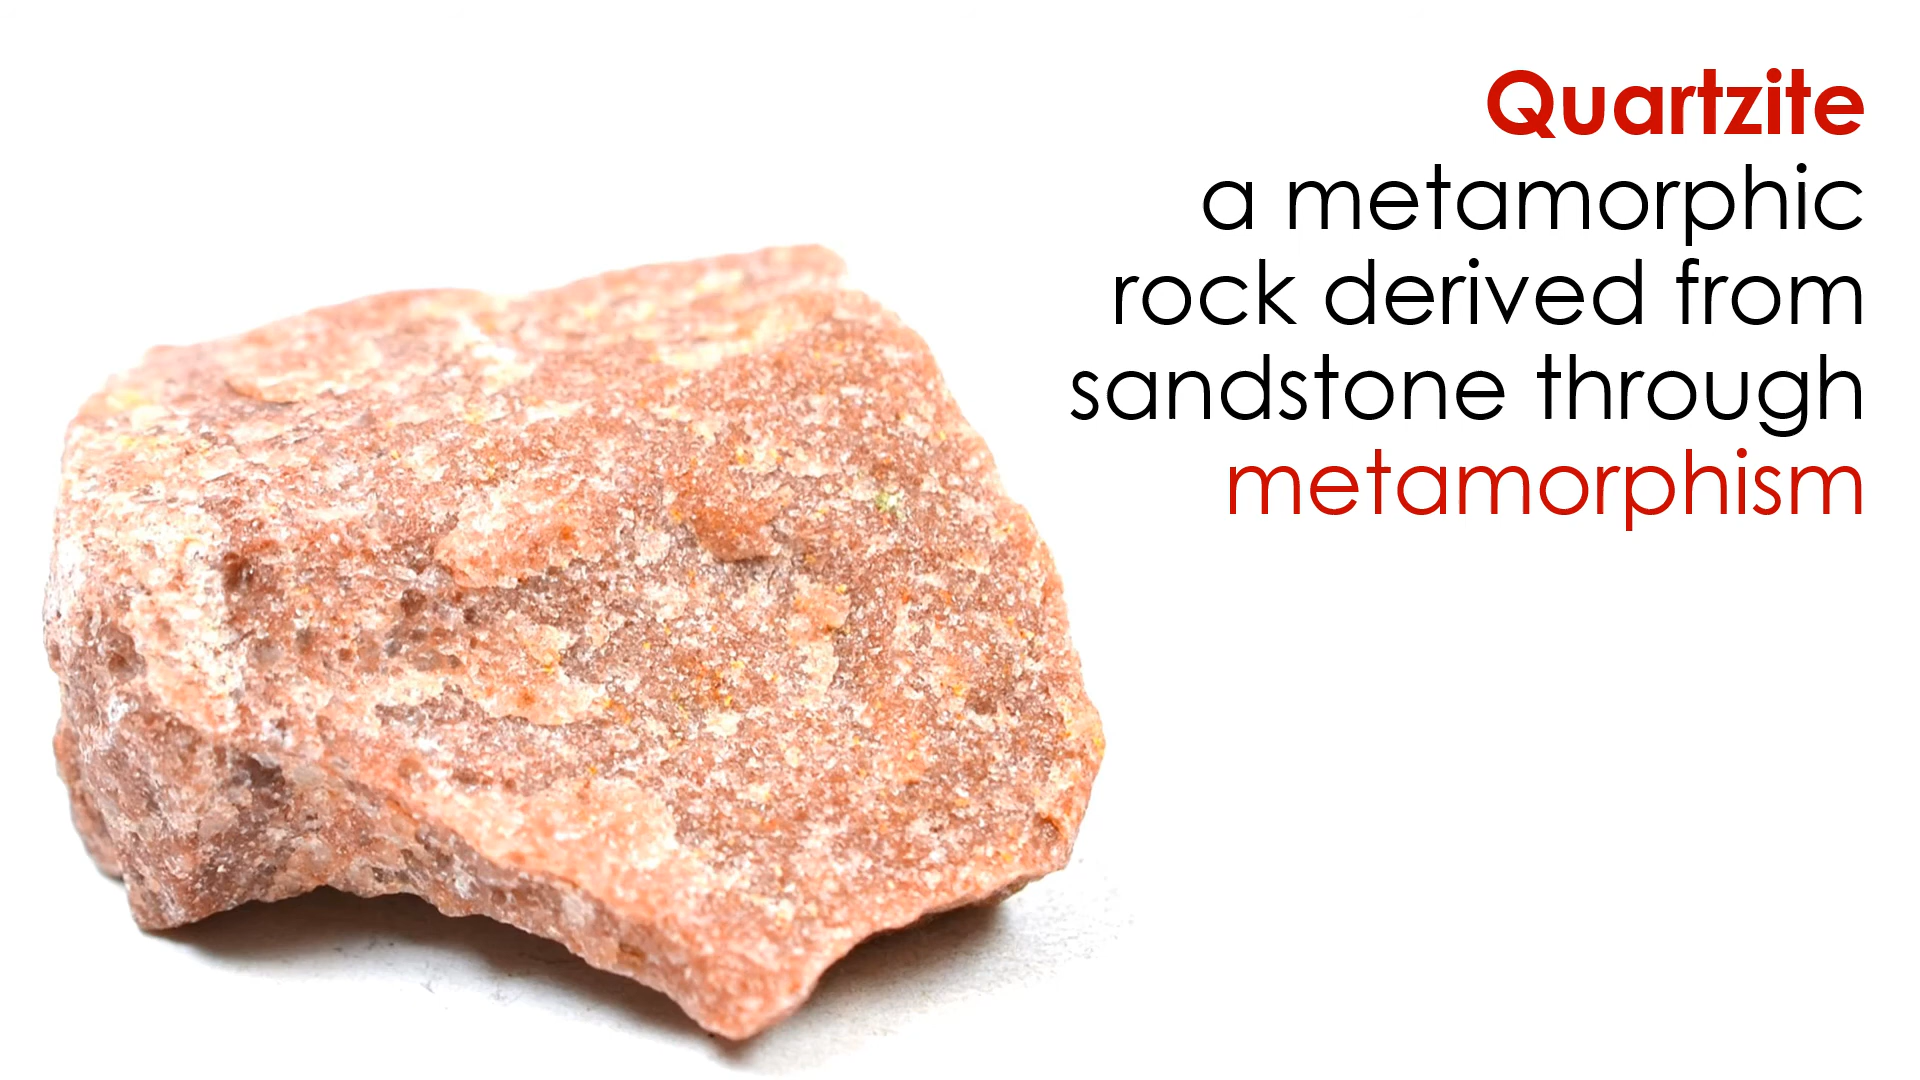 Quartzite
a metamorphic
rock derived from
sandstone through
metamorphism